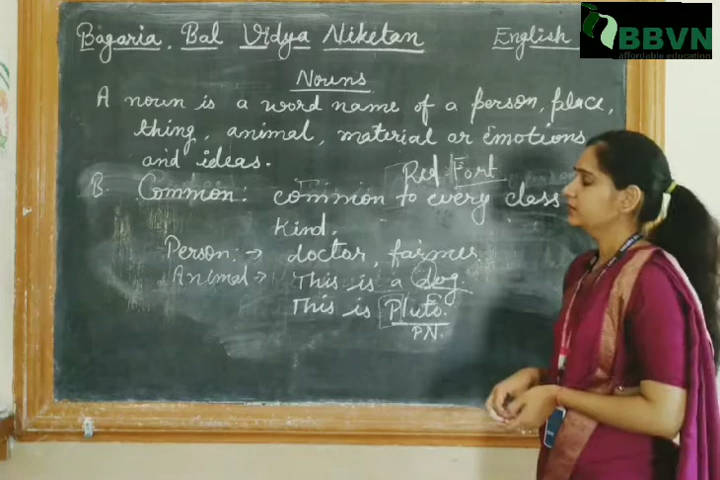 Bagaria Bal Vidya Niketan English
BBVN
affordable education
Nouns
A noun is a word name of a person, place,
thing, animal, material or emotions
and ideas.
Red Fort
B. Common: common to every class
kind.
Person:→ doctor, farmer.
Animal → This is a dog.
This is Pluto.
PN.